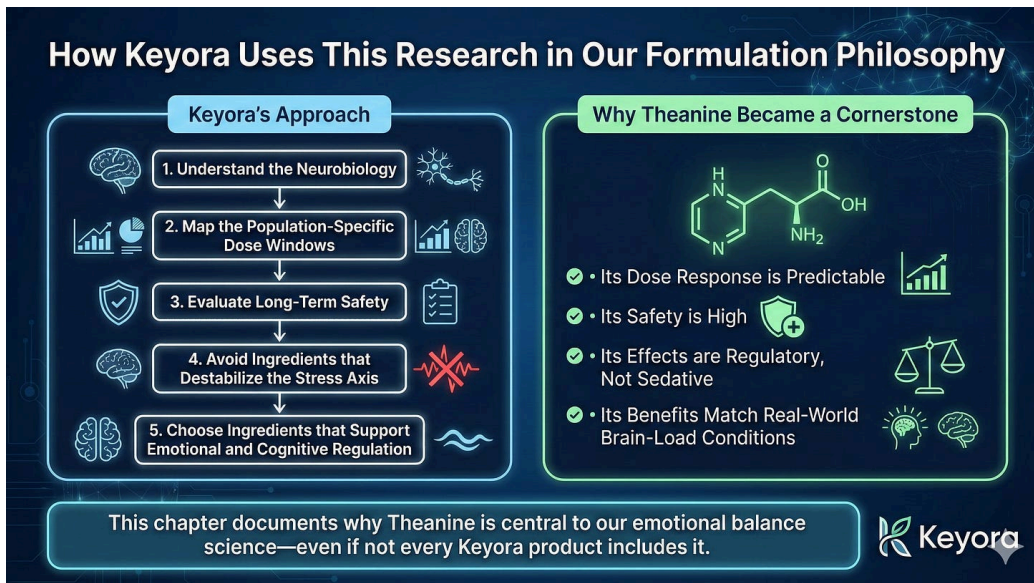 How Keyora Uses This Research in Our Formulation Philosophy
Keyora's Approach
1. Understand the Neurobiology
2. Map the Population-Specific
Dose Windows
3. Evaluate Long-Term Safety
4. Avoid Ingredients that
Destabilize the Stress Axis
5. Choose Ingredients that Support
Emotional and Cognitive Regulation
Why Theanine Became a Cornerstone
H
N
N
O
OH
NH₂
• Its Dose Response is Predictable
• Its Safety is High
• Its Effects are Regulatory,
Not Sedative
• Its Benefits Match Real-World
Brain-Load Conditions
This chapter documents why Theanine is central to our emotional balance
science—even if not every Keyora product includes it.
Keyora